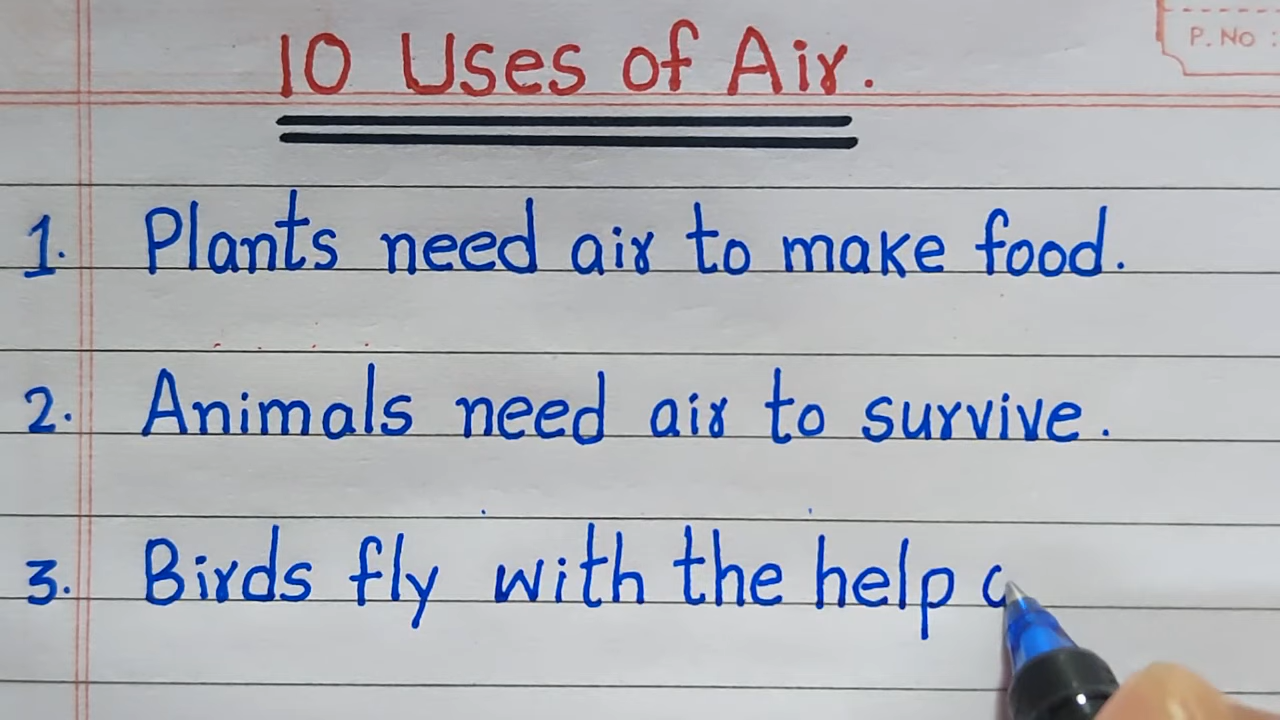 P. No :
10 Uses of Air.
1. Plants need air to make food.
2. Animals need air to survive.
3. Birds fly with the help